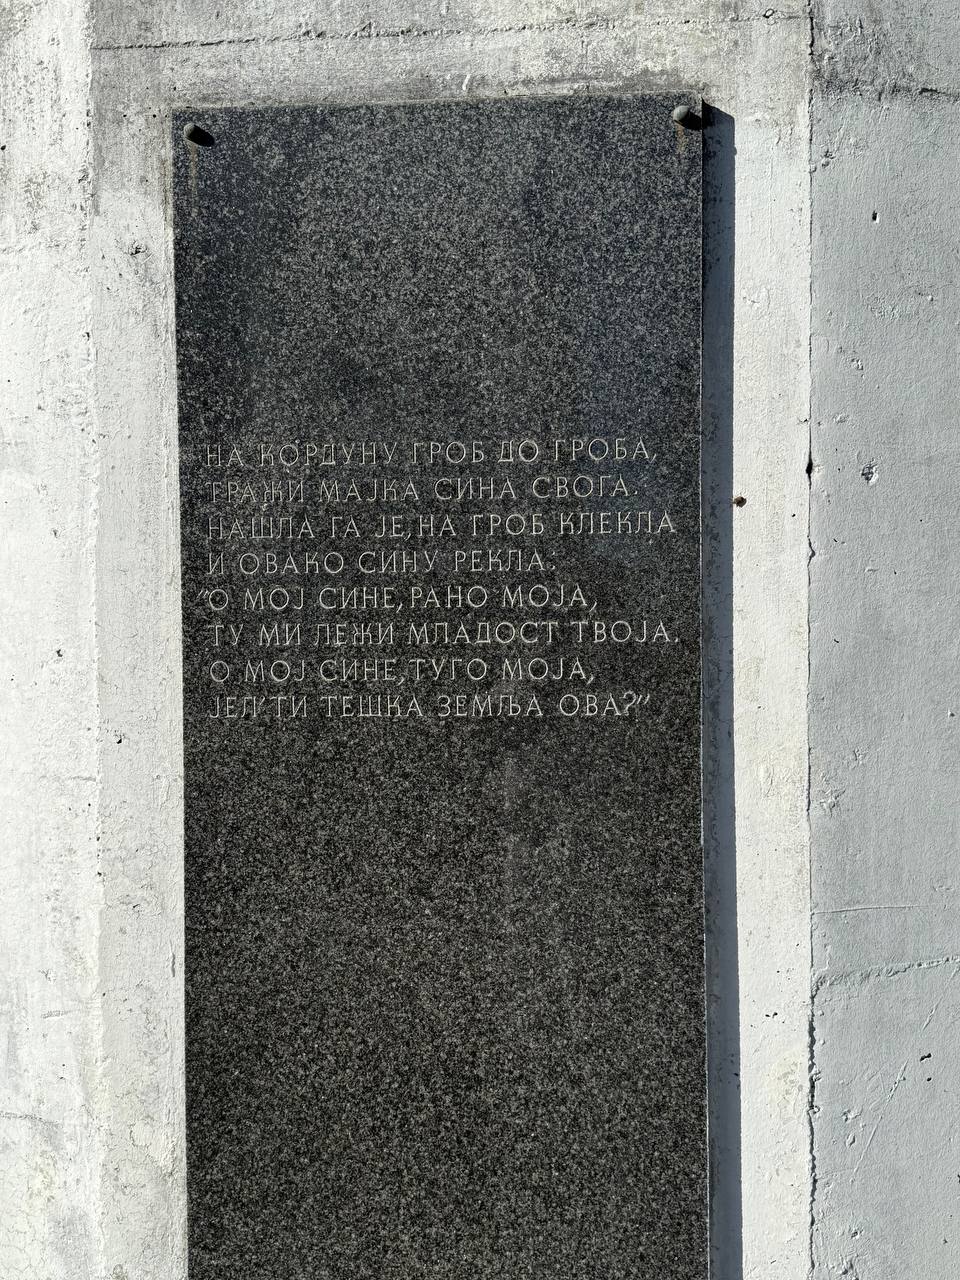 НА КОРДУНУ ГРОБ ДО ГРОБА,
ТРАЖИ МАЈКА СИНА СВОГА.
НАШЛА ГА ЈЕ, НА ГРОБ КЛЕКЛА
И ОВАКО СИНУ РЕКЛА:
"О МОЈ СИНЕ, РАНО МОЈА,
ТУ МИ ЛЕЖИ МЛАДОСТ ТВОЈА.
О МОЈ СИНЕ, ТУГО МОЈА,
ЈЕЛ' ТИ ТЕШКА ЗЕМЉА ОВА?"